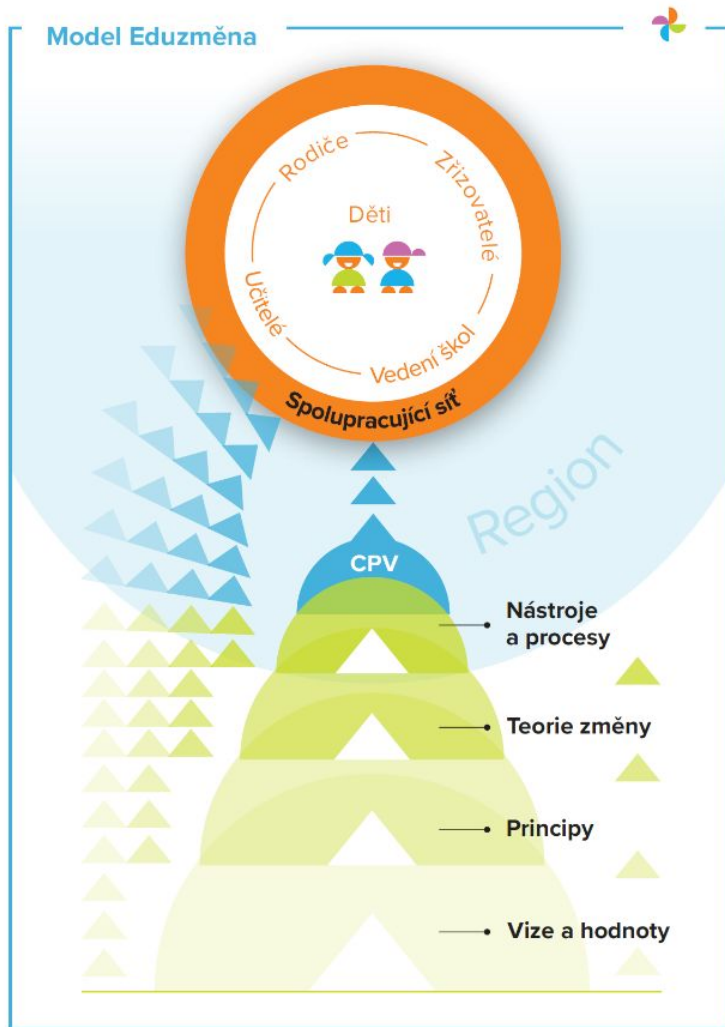 Model Eduzměna
Rodiče
Zřizovatelé
Děti
Učitelé
Vedení škol
Spolupracující síť
Region
CPV
Nástroje
a procesy
Teorie změny
Principy
Vize a hodnoty